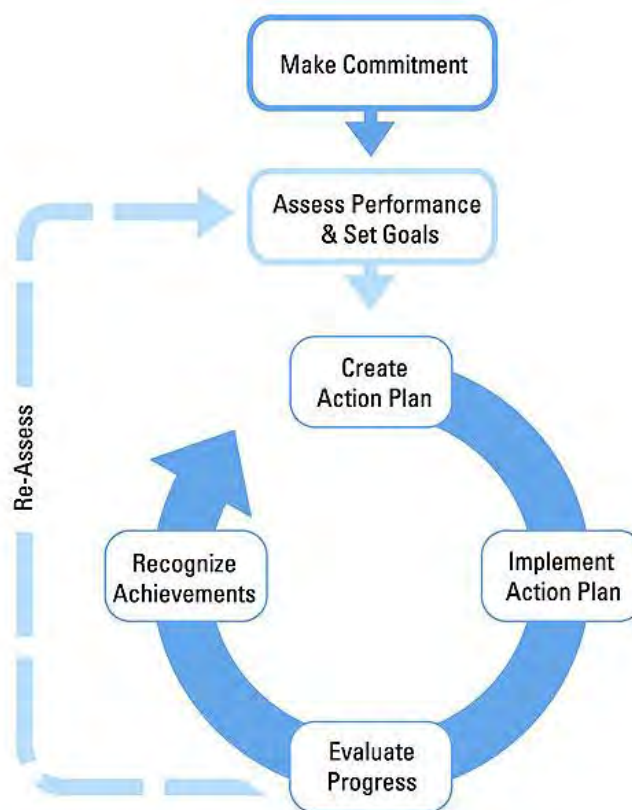 Make Commitment
Assess Performance
& Set Goals
Create
Action Plan
Re-Assess
Recognize
Achievements
Implement
Action Plan
Evaluate
Progress